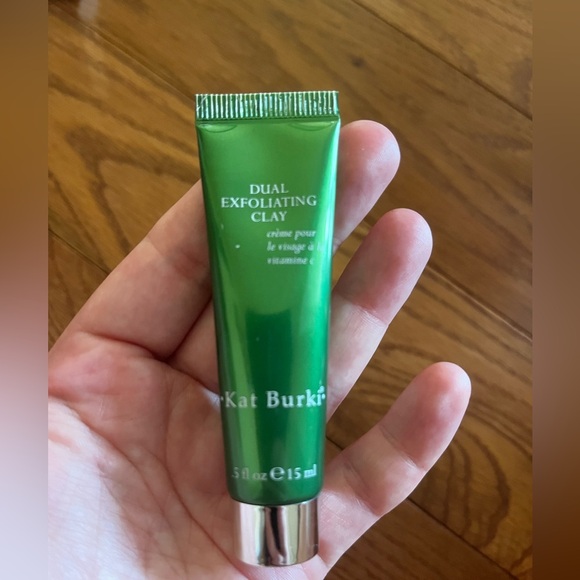 DUAL
EXFOLIATING
CLAY
crème pour
le visage à
vitamine c
Kat Burki
.5 fl oz ℮ 15 ml